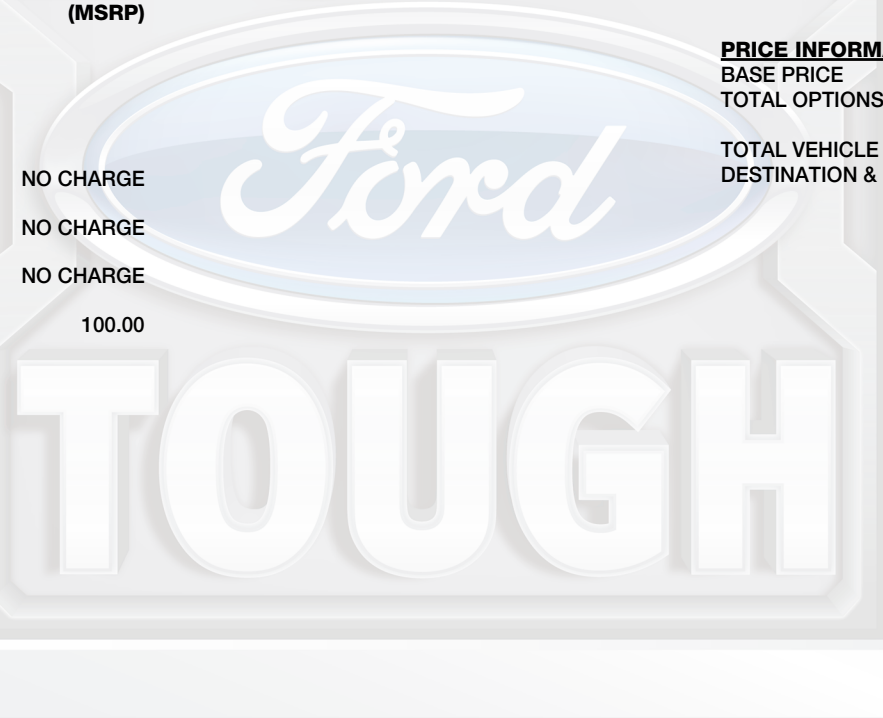 (MSRP)
NO CHARGE
NO CHARGE
NO CHARGE
100.00
PRICE INFORMA
BASE PRICE
TOTAL OPTIONS
TOTAL VEHICLE
DESTINATION &
Ford
TOUGH